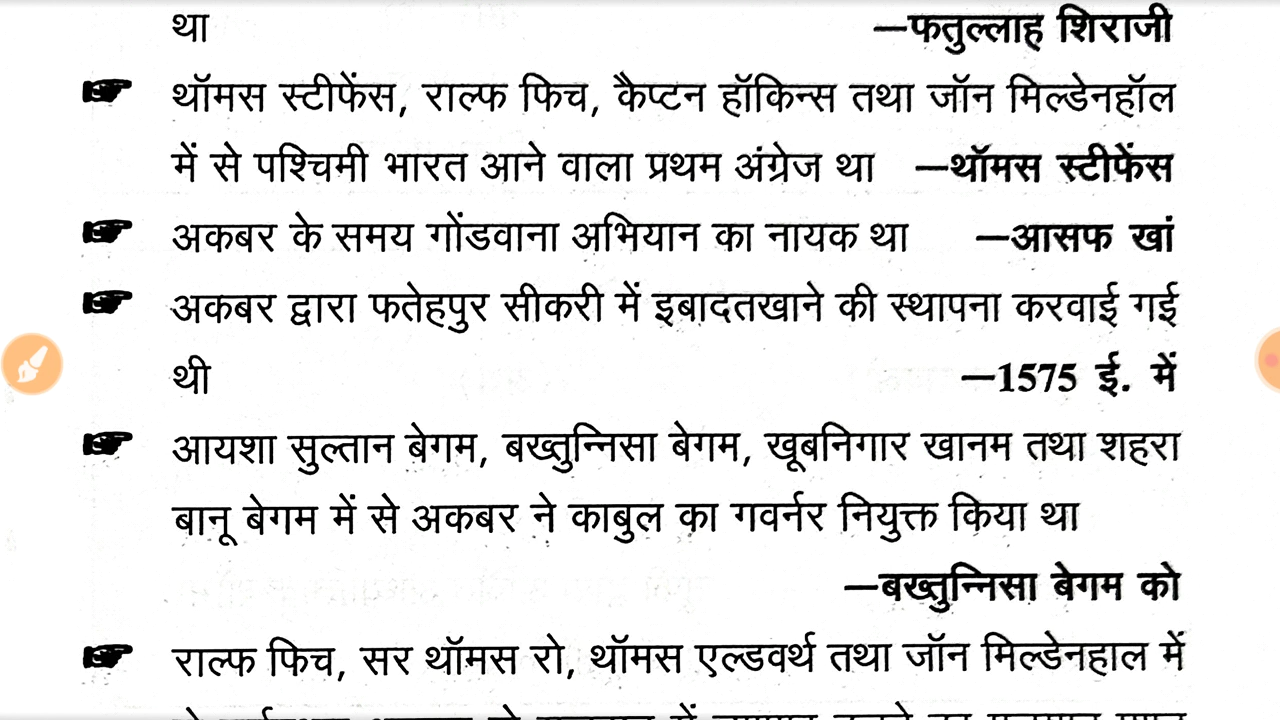 था —फतुल्लाह शिराजी
थॉमस स्टीफेंस, राल्फ फिच, कैप्टन हॉकिन्स तथा जॉन मिल्डेनहॉल
में से पश्चिमी भारत आने वाला प्रथम अंग्रेज था —थॉमस स्टीफेंस
अकबर के समय गोंडवाना अभियान का नायक था —आसफ खां
अकबर द्वारा फतेहपुर सीकरी में इबादतखाने की स्थापना करवाई गई
थी —1575 ई. में
आयशा सुल्तान बेगम, बख्तुन्निसा बेगम, खूबनिगार खानम तथा शहरा
बानू बेगम में से अकबर ने काबुल का गवर्नर नियुक्त किया था
—बख्तुन्निसा बेगम को
राल्फ फिच, सर थॉमस रो, थॉमस एल्डवर्थ तथा जॉन मिल्डेनहाल में